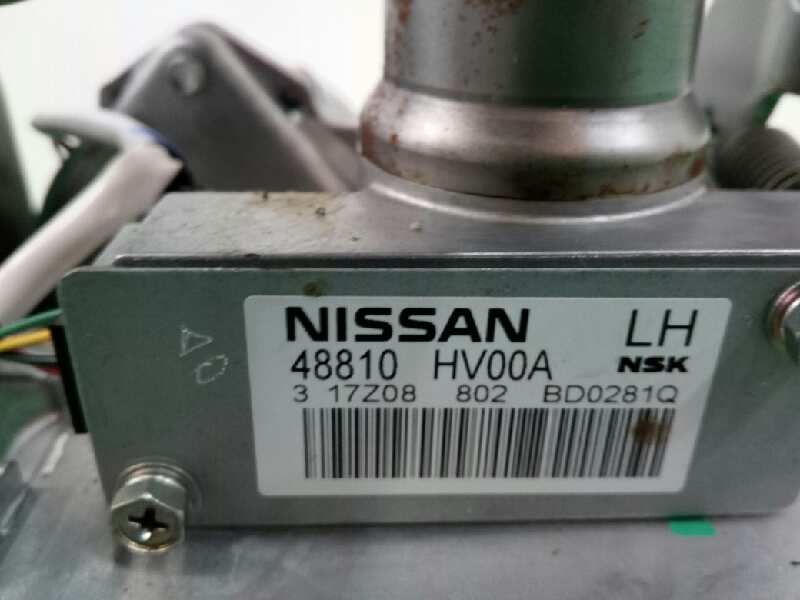 NISSAN LH
48810 HV00A NSK
3 17Z08 802 BD0281Q